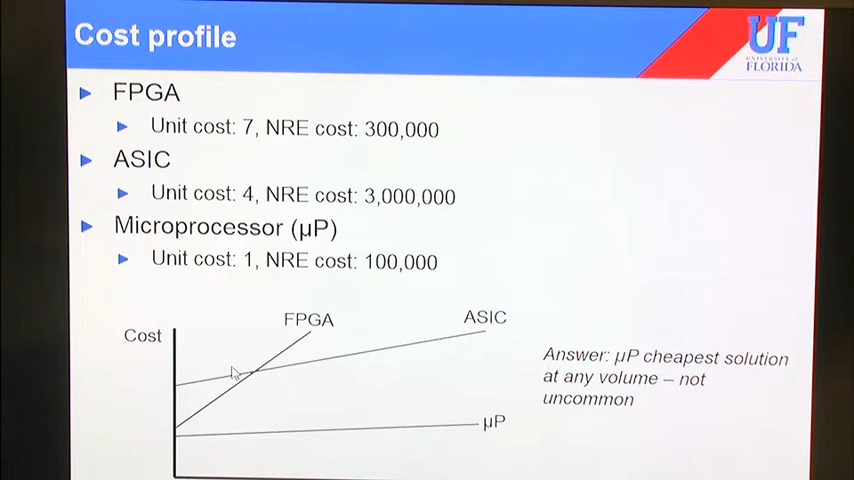 Cost profile
UF
UNIVERSITY of
FLORIDA
FPGA
Unit cost: 7, NRE cost: 300,000
ASIC
Unit cost: 4, NRE cost: 3,000,000
Microprocessor (µP)
Unit cost: 1, NRE cost: 100,000
FPGA
ASIC
Cost
Answer: µP cheapest solution
at any volume – not
uncommon
µP